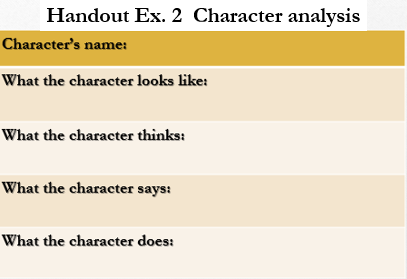 Handout Ex. 2  Character analysis
Character’s name:
What the character looks like:
What the character thinks:
What the character says:
What the character does: